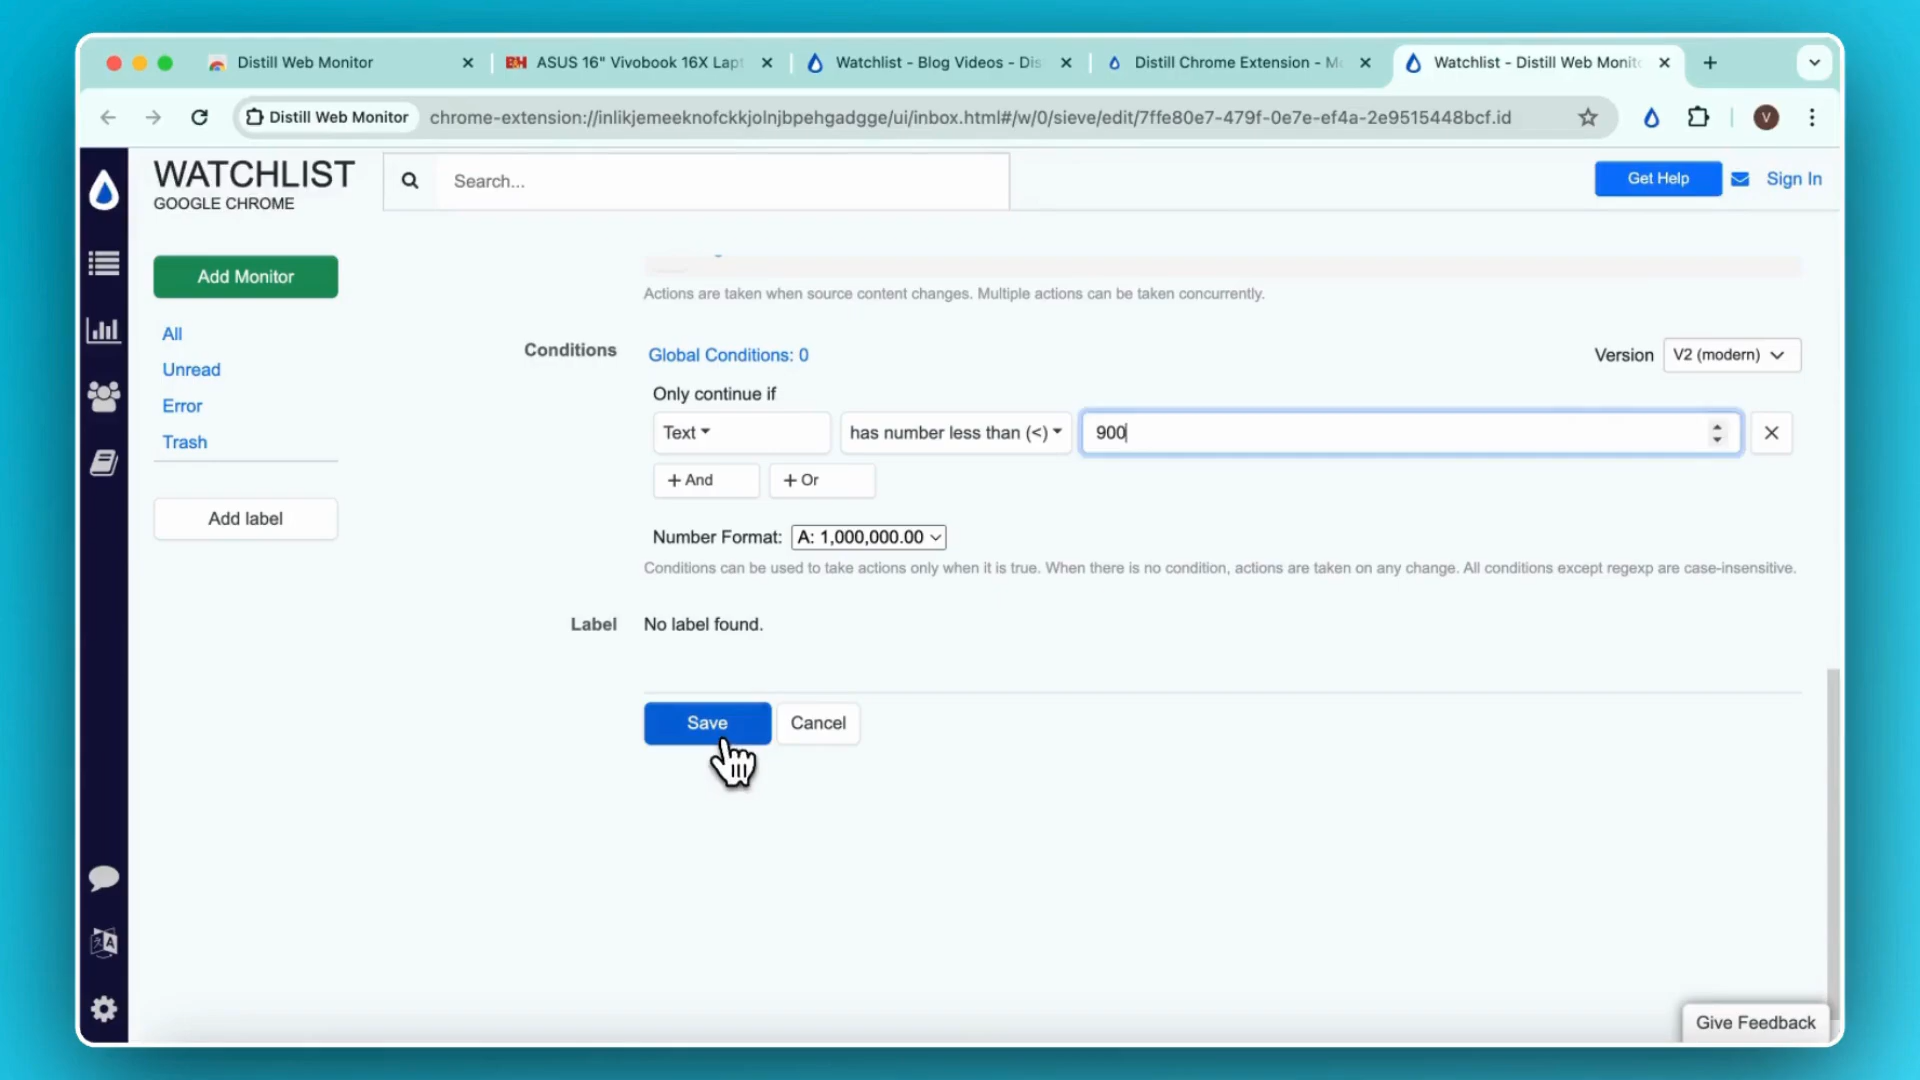 Distill Web Monitor
BH ASUS 16" Vivobook 16X Lapt
Watchlist - Blog Videos - Dis
Distill Chrome Extension - Mo
Watchlist - Distill Web Monito
Distill Web Monitor
chrome-extension://inlikjemeeknofckkjolnjbpehgadgge/ui/inbox.html#/w/0/sieve/edit/7ffe80e7-479f-0e7e-ef4a-2e9515448bcf.id
V
WATCHLIST
GOOGLE CHROME
Search...
Get Help
Sign In
Add Monitor
All
Unread
Error
Trash
Add label
Actions are taken when source content changes. Multiple actions can be taken concurrently.
Conditions
Global Conditions: 0
Version
V2 (modern)
Only continue if
Text
has number less than (<)
900
+ And
+ Or
Number Format:
A: 1,000,000.00
Conditions can be used to take actions only when it is true. When there is no condition, actions are taken on any change. All conditions except regexp are case-insensitive.
Label
No label found.
Save
Cancel
Give Feedback